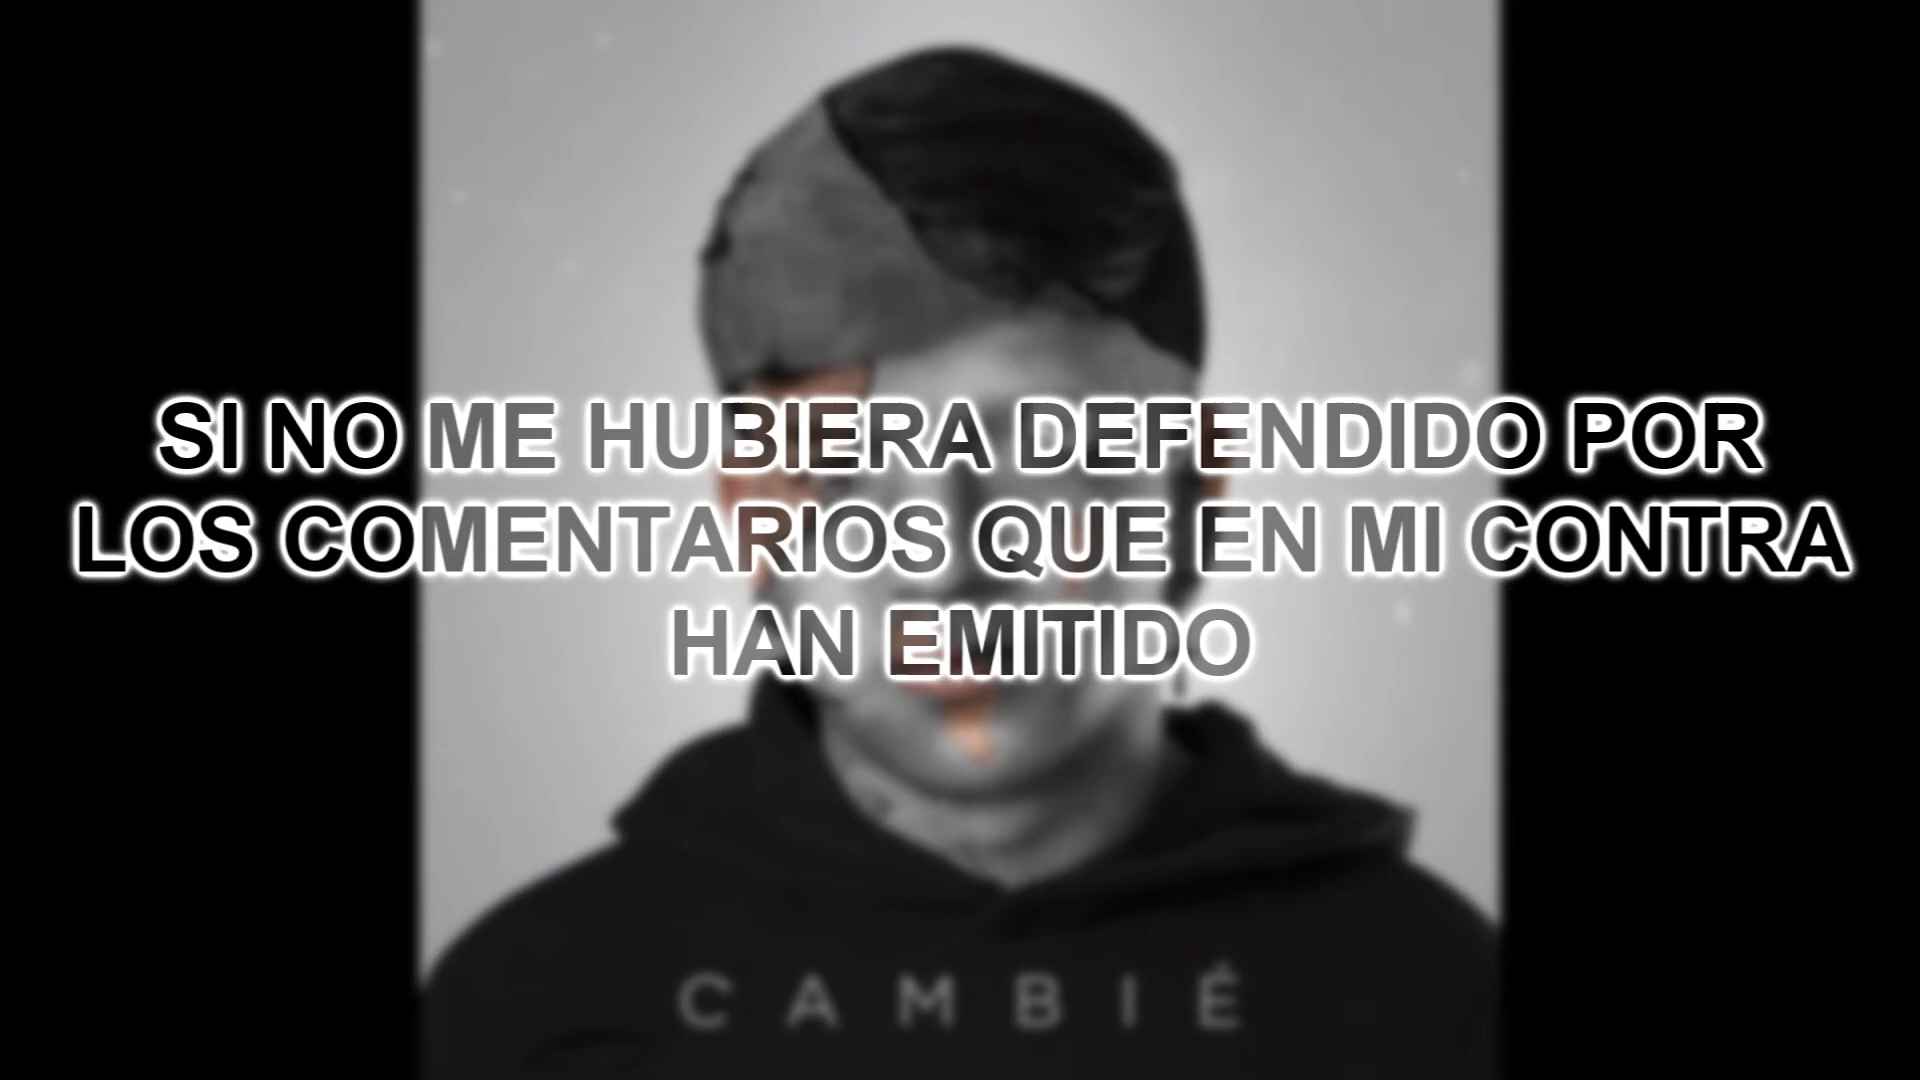 SI NO ME HUBIERA DEFENDIDO POR
LOS COMENTARIOS QUE EN MI CONTRA
HAN EMITIDO
CAMBIÉ